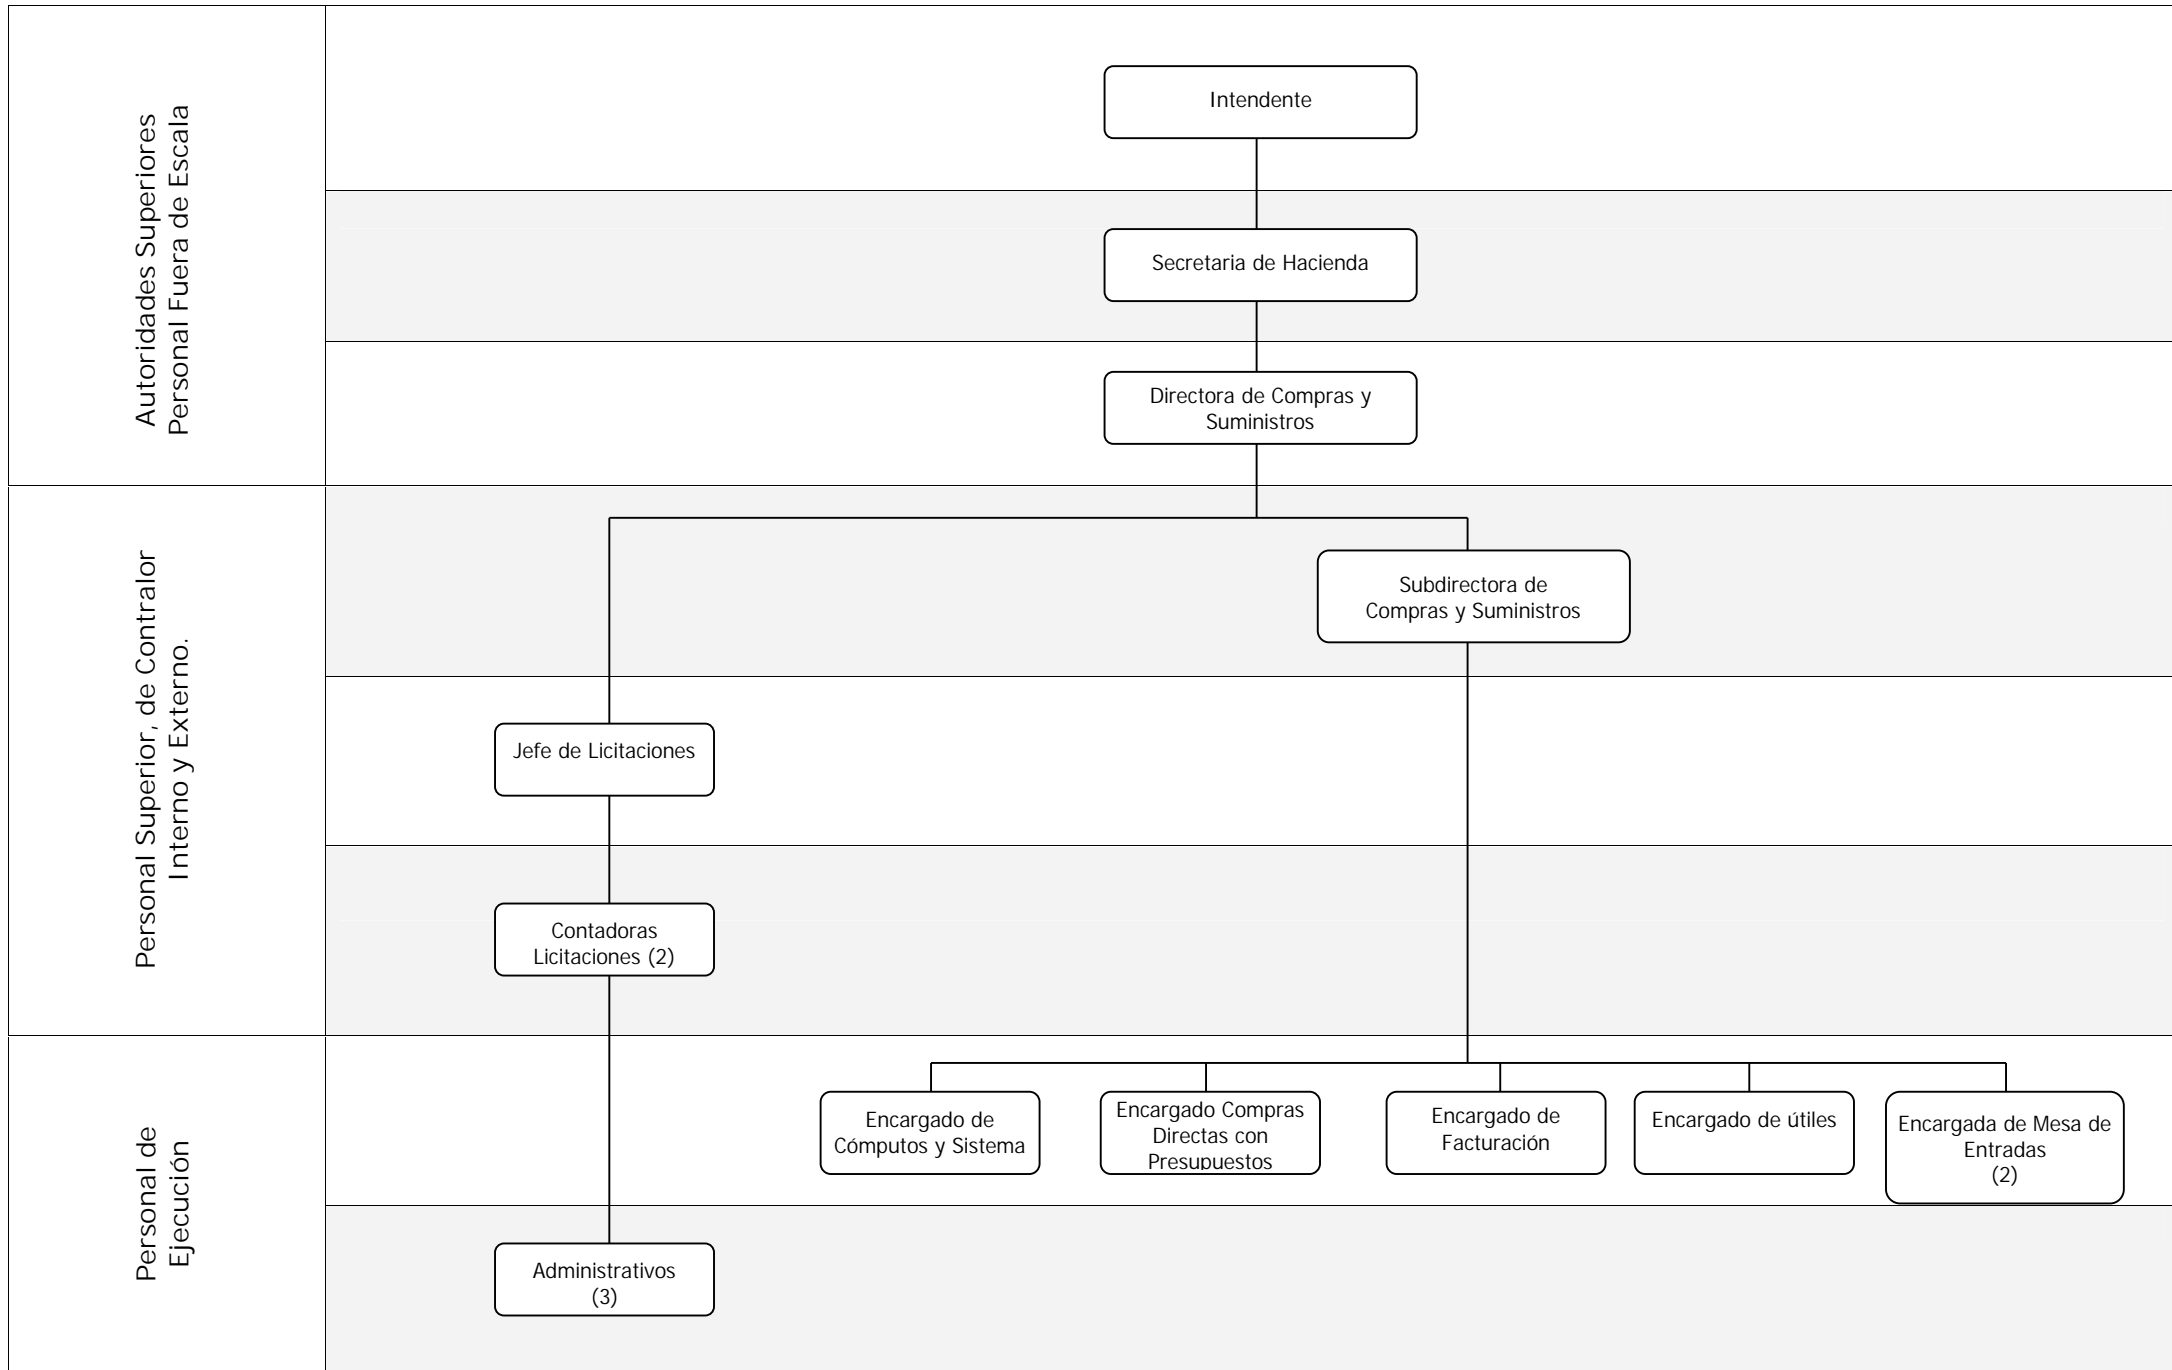 Autoridades Superiores
Personal Fuera de Escala
Intendente
Secretaria de Hacienda
Directora de Compras y
Suministros
Personal Superior, de Contralor
Interno y Externo.
Subdirectora de
Compras y Suministros
Jefe de Licitaciones
Contadoras
Licitaciones (2)
Personal de
Ejecución
Encargado de
Cómputos y Sistema
Encargado Compras
Directas con
Presupuestos
Encargado de
Facturación
Encargado de útiles
Encargada de Mesa de
Entradas
(2)
Administrativos
(3)